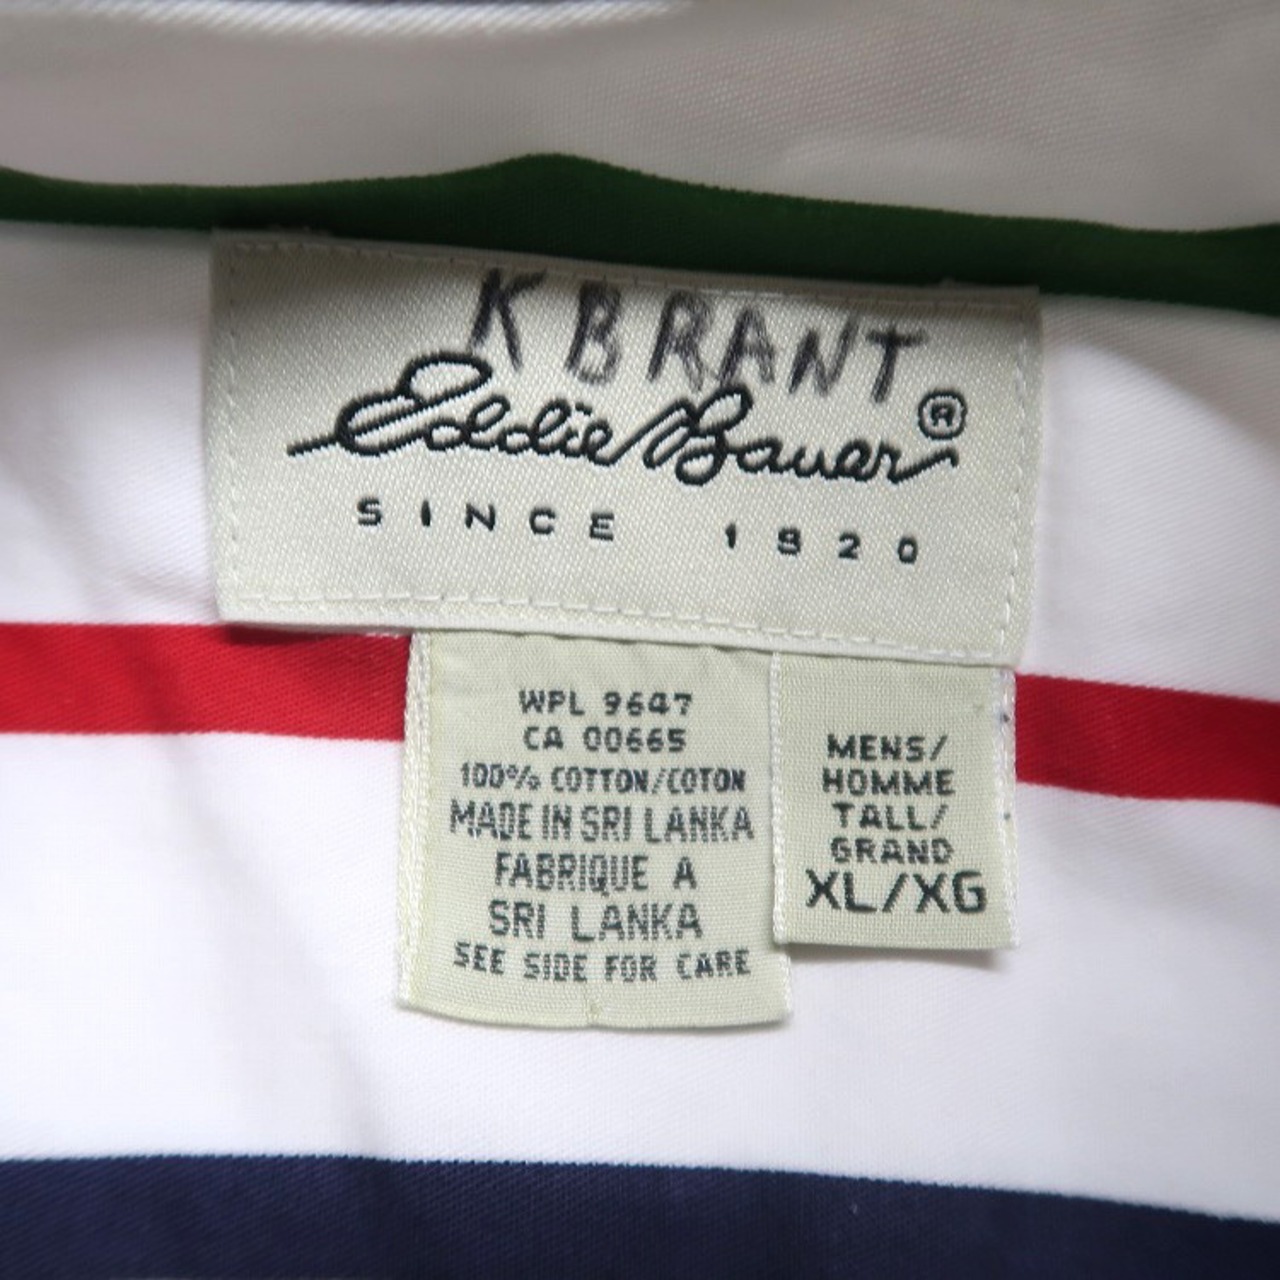 K BRANT
Eddie Bauer ®
SINCE 1920
WPL 9647
CA 00665
100% COTTON/COTON
MADE IN SRI LANKA
FABRIQUE A
SRI LANKA
SEE SIDE FOR CARE
MENS/
HOMME
TALL/
GRAND
XL/XG